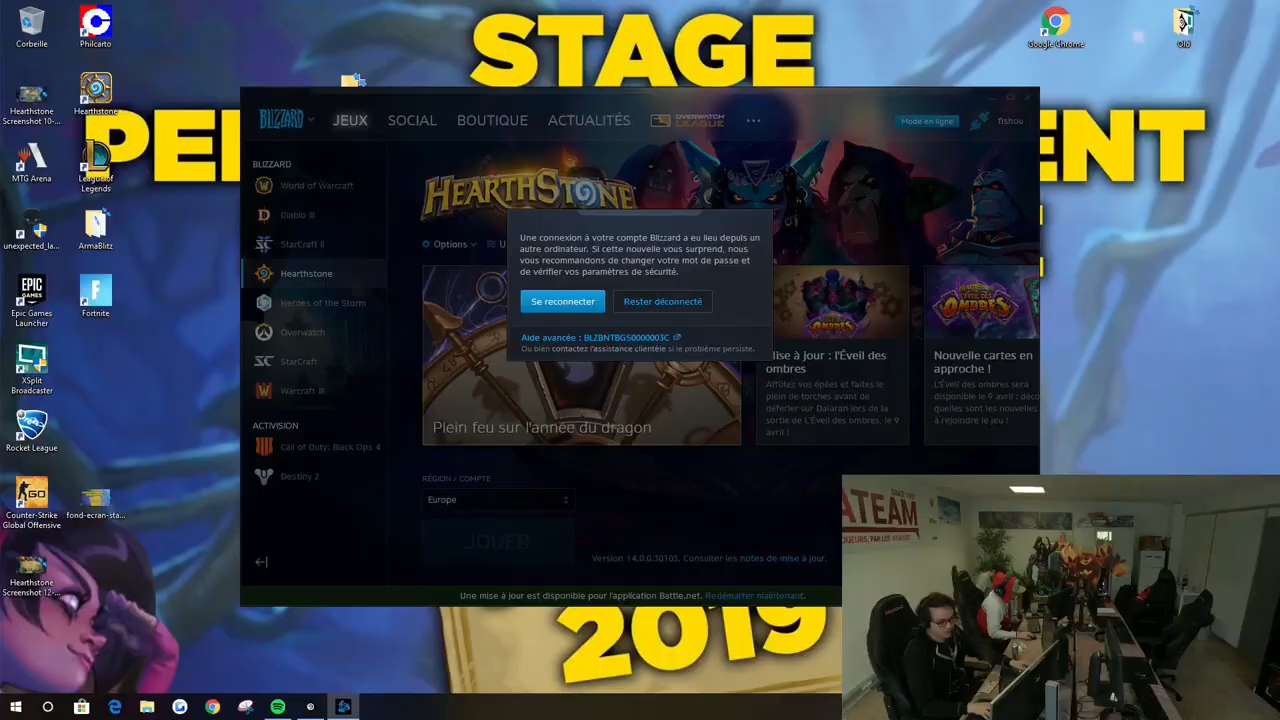 STAGE
2019
Corbeille
Philcarto
Hearthstone
Screenshot 10-...
Hearthstone
MTG Arena
League of
Legends
unexpected_la...
ArmaBlitz
Epic Games
Launcher
Fortnite
XSplit
Broadcaster
Rocket League
Counter-Strike
Global Offensive
fond-ecran-sta...
Hearthstone
Screenshot 12-...
Google Chrome
Old
BLIZZARD
JEUX
SOCIAL
BOUTIQUE
ACTUALITÉS
OVERWATCH
LEAGUE
Mode en ligne
fishou
BLIZZARD
World of Warcraft
Diablo III
StarCraft II
Hearthstone
Heroes of the Storm
Overwatch
StarCraft
Warcraft III
ACTIVISION
Call of Duty: Black Ops 4
Destiny 2
HEARTHSTONE
Options
Une connexion à votre compte Blizzard a eu lieu depuis un
autre ordinateur. Si cette nouvelle vous surprend, nous
vous recommandons de changer votre mot de passe et
de vérifier vos paramètres de sécurité.
Se reconnecter
Rester déconnecté
Aide avancée : BLZBNTBGS0000003C
Ou bien contactez l'assistance clientèle si le problème persiste.
Plein feu sur l'année du dragon
Mise à jour : l'Éveil des
ombres
Affûtez vos épées et faites le
plein de torches avant de
déferler sur Dalaran lors de la
sortie de L'Éveil des ombres, le 9
avril !
Nouvelle cartes en
approche !
L'Éveil des ombres sera
disponible le 9 avril : déco
quelles sont les nouvelles
à rejoindre le jeu !
RÉGION / COMPTE
Europe
JOUER
Version 14.0.0.30103. Consulter les notes de mise à jour.
Une mise à jour est disponible pour l'application Battle.net. Redémarrer maintenant.
ATEAM